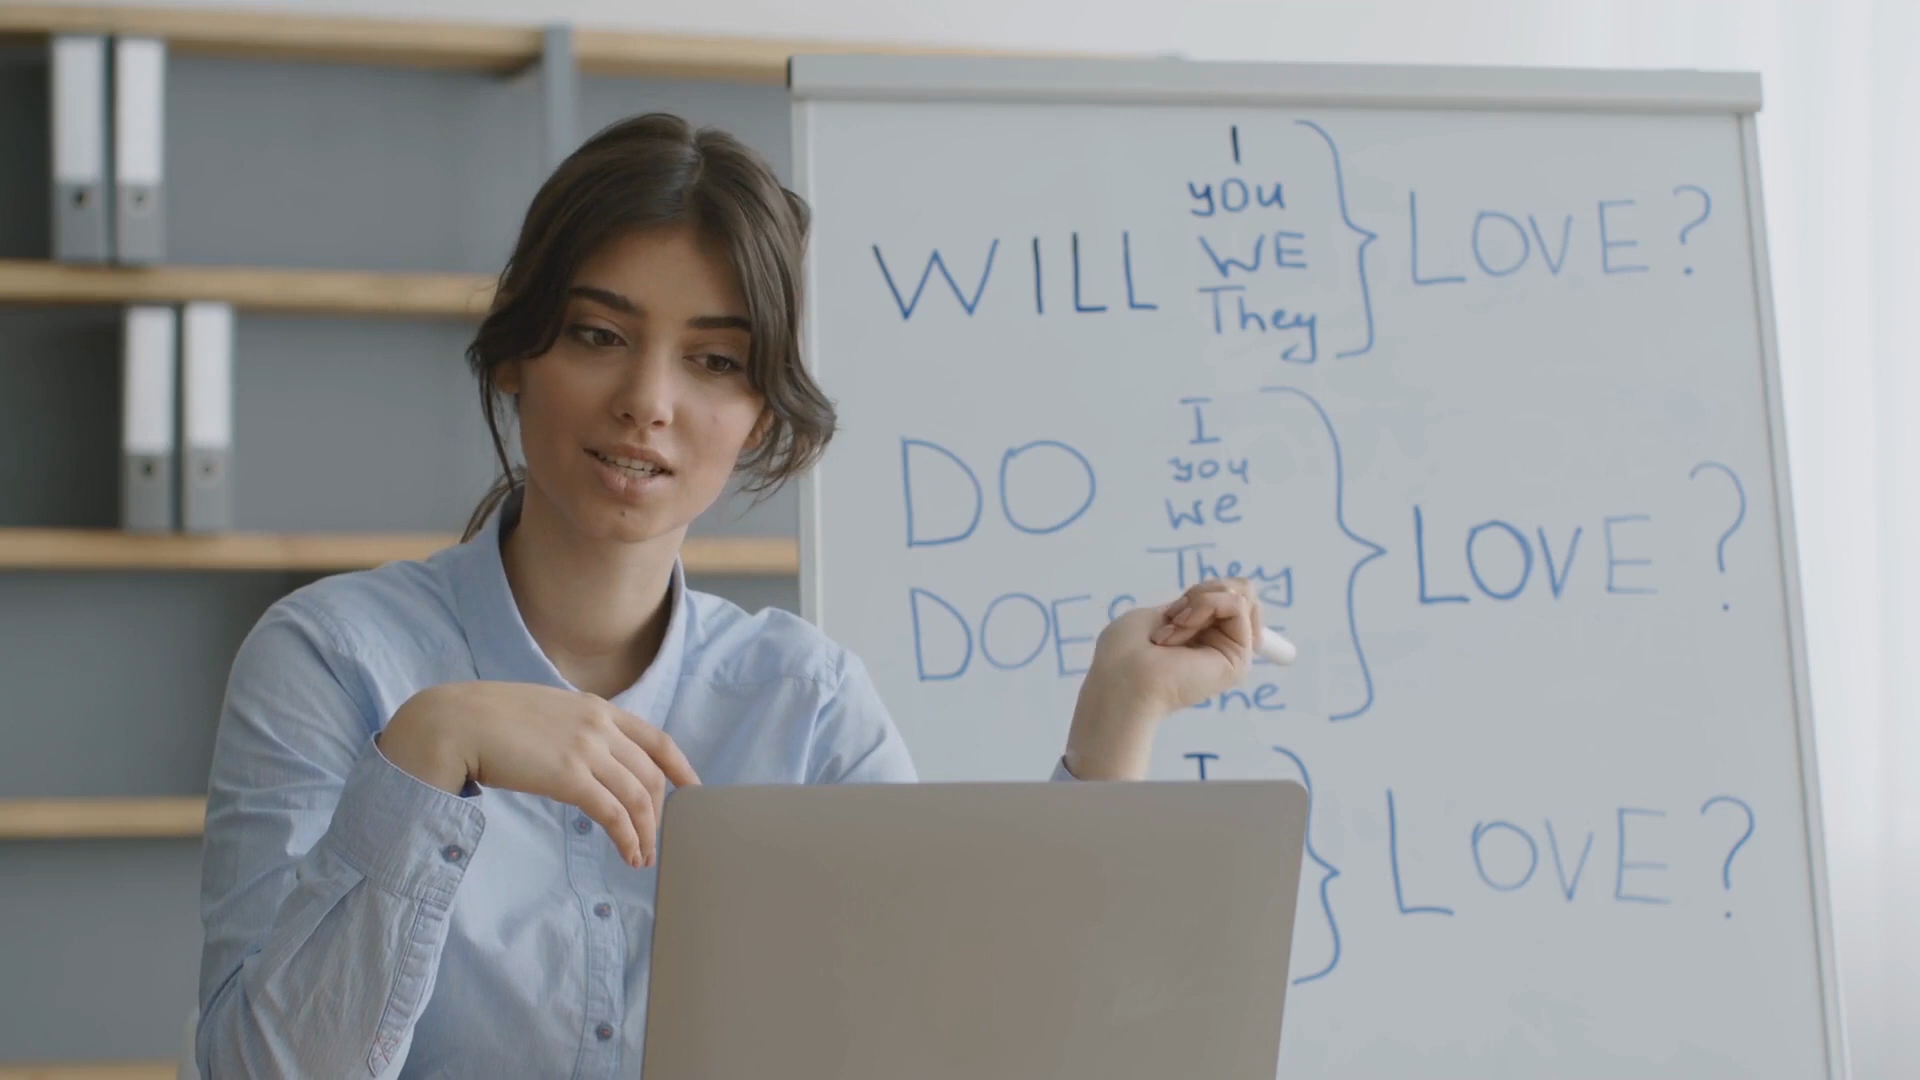 I
you
WILL WE LOVE?
They
I
you
DO we LOVE?
They
DOES
I
LOVE?